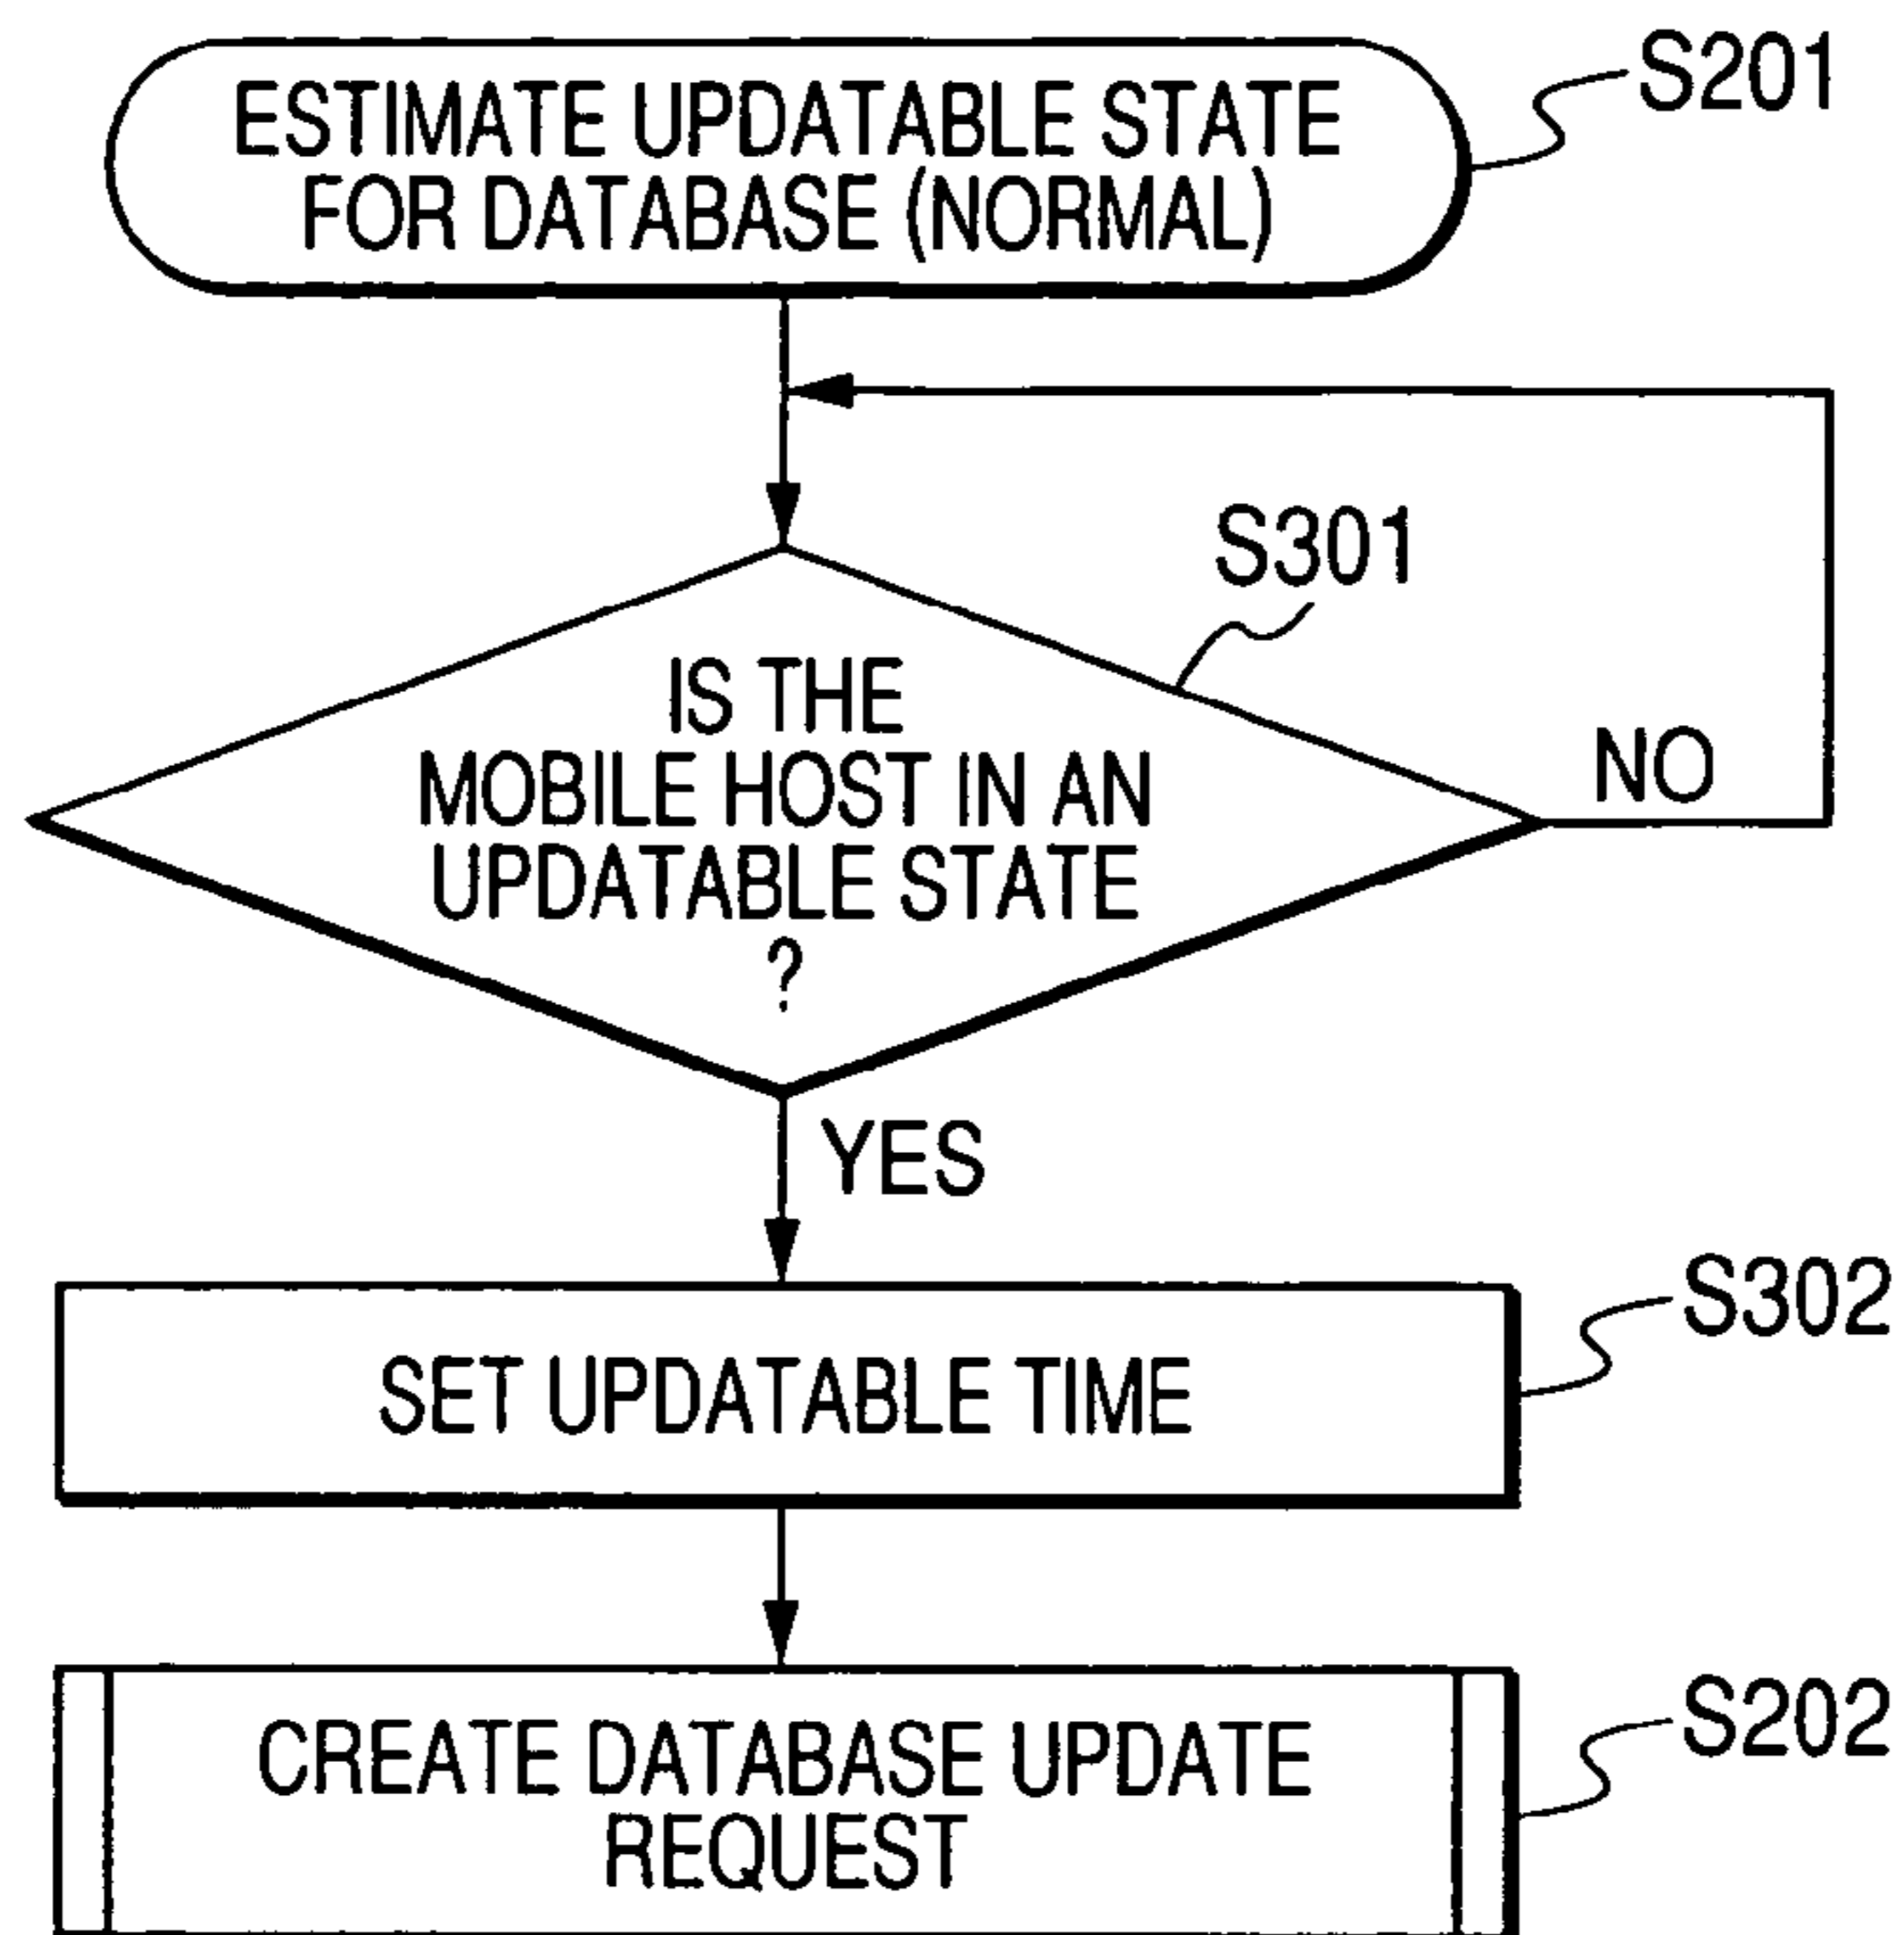 ESTIMATE UPDATABLE STATE
FOR DATABASE (NORMAL)
S201
S301
IS THE
MOBILE HOST IN AN
UPDATABLE STATE
?
NO
YES
SET UPDATABLE TIME
S302
CREATE DATABASE UPDATE
REQUEST
S202